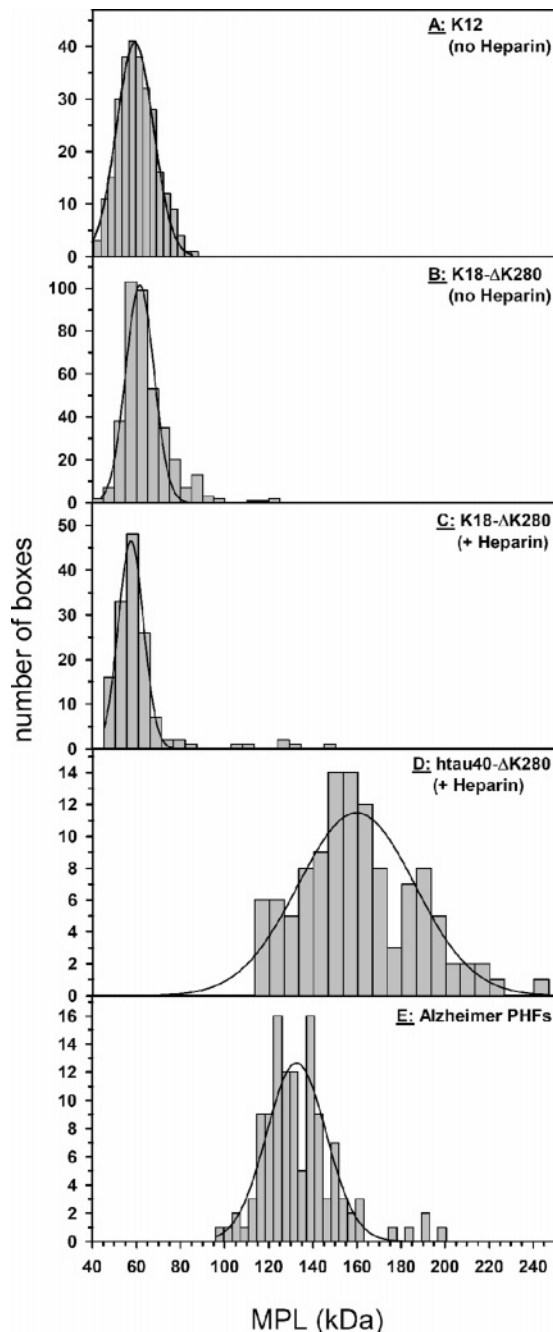 A: K12
(no Heparin)
40
30
20
10
0
B: K18-ΔK280
(no Heparin)
100
80
60
40
20
0
C: K18-ΔK280
(+ Heparin)
50
40
30
20
10
0
D: htau40-ΔK280
(+ Heparin)
14
12
10
8
6
4
2
0
E: Alzheimer PHFs
16
14
12
10
8
6
4
2
0
number of boxes
40 60 80 100 120 140 160 180 200 220 240
MPL (kDa)